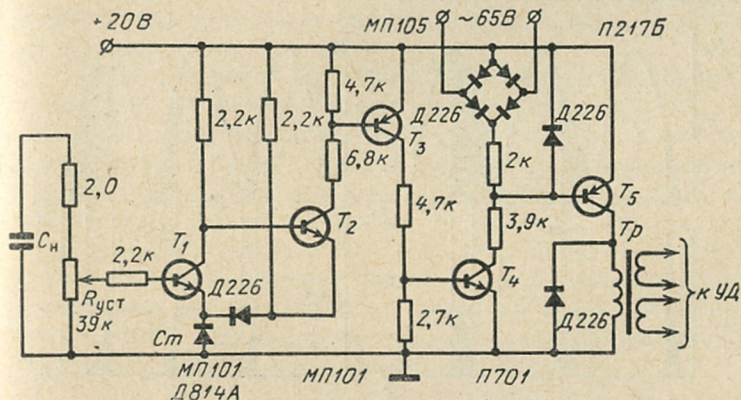 + 20В
МП105
~65В
П217Б
4,7к
2,2к
2,2к
Д226
Т3
Д226
6,8к
2к
2,0
4,7к
3,9к
Т5
Сн
Т1
Т2
Тр
2,2к
Т4
Rуст
39к
Д226
Д226
к УД
Ст
2,7к
МП101
Д814А
МП101
П701